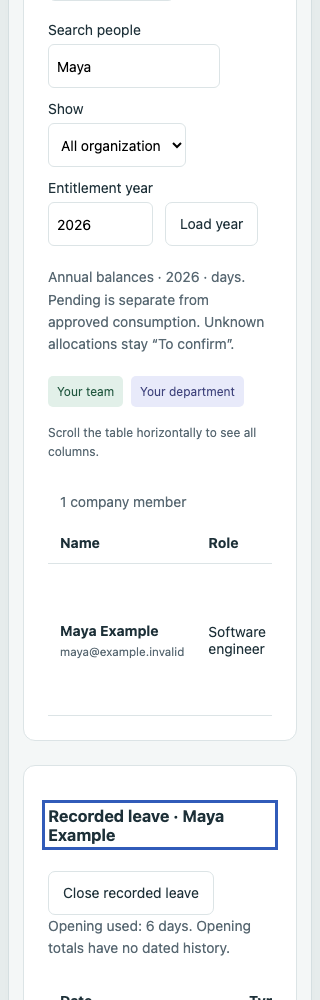 Search people
Maya
Show
All organization
Entitlement year
2026
Load year
Annual balances · 2026 · days.
Pending is separate from
approved consumption. Unknown
allocations stay “To confirm”.
Your team
Your department
Scroll the table horizontally to see all
columns.
1 company member
Name Role
Maya Example
maya@example.invalid
Software
engineer
Recorded leave · Maya
Example
Close recorded leave
Opening used: 6 days. Opening
totals have no dated history.